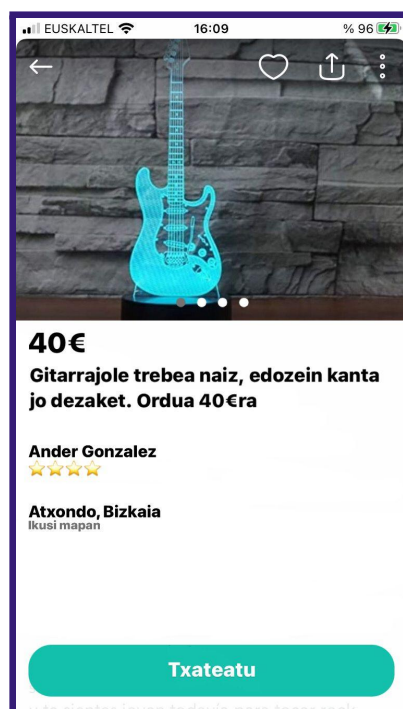 EUSKALTEL 16:09 % 96
40€
Gitarrajole trebea naiz, edozein kanta
jo dezaket. Ordua 40€ra
Ander Gonzalez
Atxondo, Bizkaia
Ikusi mapan
Txateatu